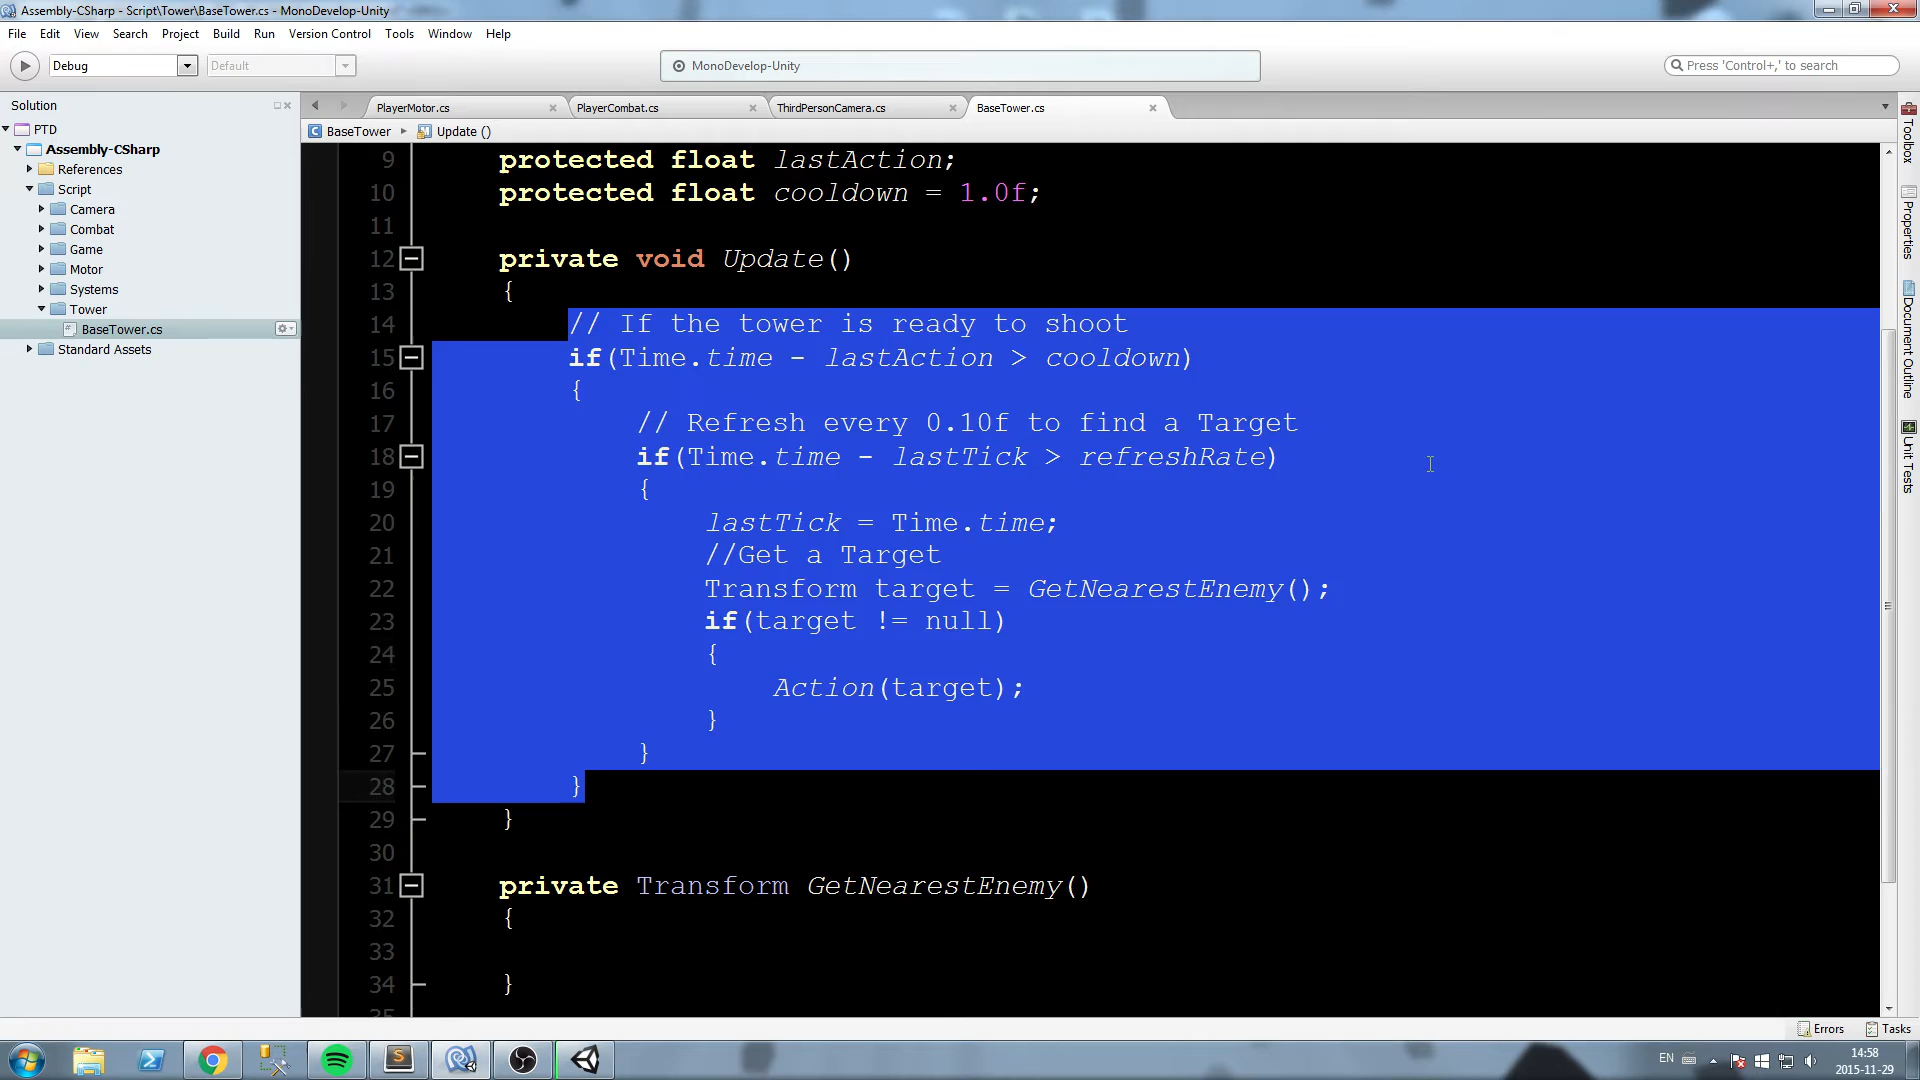 Assembly-CSharp - Script\Tower\BaseTower.cs - MonoDevelop-Unity
File Edit View Search Project Build Run Version Control Tools Window Help
Debug Default MonoDevelop-Unity Press 'Control+,' to search
Solution
PTD
Assembly-CSharp
References
Script
Camera
Combat
Game
Motor
Systems
Tower
BaseTower.cs
Standard Assets
PlayerMotor.cs PlayerCombat.cs ThirdPersonCamera.cs BaseTower.cs
BaseTower Update ()
9 protected float lastAction;
10 protected float cooldown = 1.0f;
11
12 private void Update()
13 {
14 // If the tower is ready to shoot
15 if(Time.time - lastAction > cooldown)
16 {
17 // Refresh every 0.10f to find a Target
18 if(Time.time - lastTick > refreshRate)
19 {
20 lastTick = Time.time;
21 //Get a Target
22 Transform target = GetNearestEnemy();
23 if(target != null)
24 {
25 Action(target);
26 }
27 }
28 }
29 }
30
31 private Transform GetNearestEnemy()
32 {
33
34 }
35
Toolbox
Properties
Document Outline
Unit Tests
Errors Tasks
EN 14:58
2015-11-29